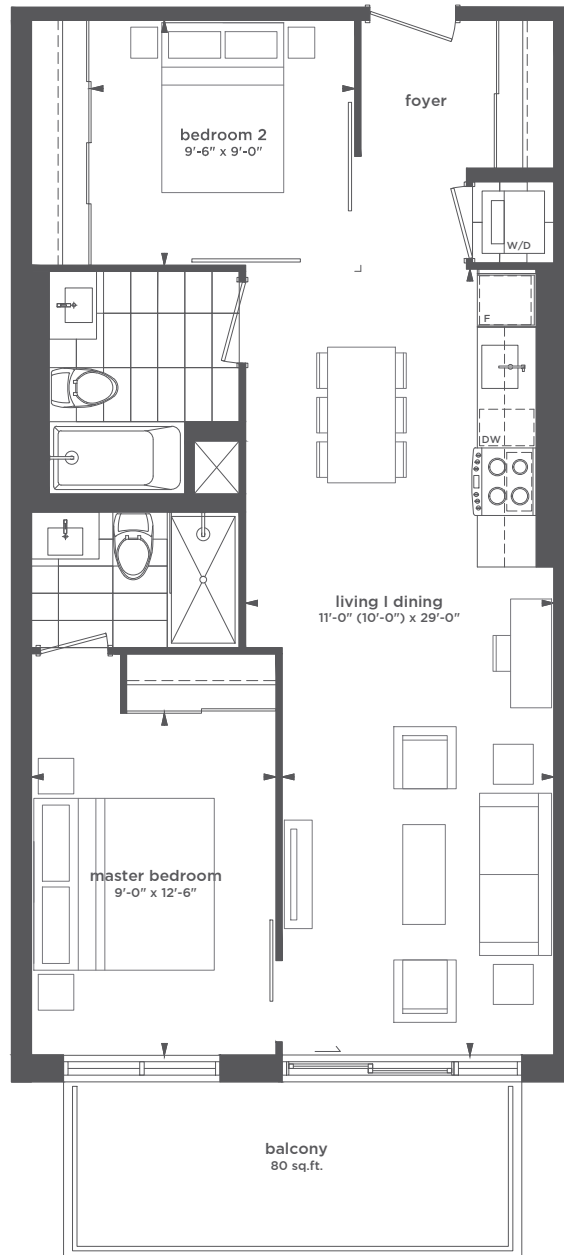 foyer
bedroom 2
9'-6" x 9'-0"
W/D
F
DW
living I dining
11'-0" (10'-0") x 29'-0"
master bedroom
9'-0" x 12'-6"
balcony
80 sq.ft.